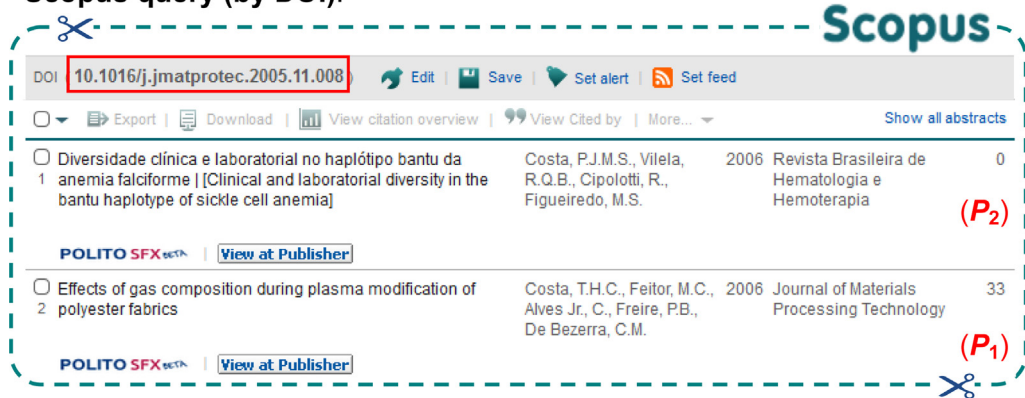 Scopus query (by DOI):
Scopus
DOI ( 10.1016/j.jmatprotec.2005.11.008 ) Edit | Save | Set alert | Set feed
Export | Download | View citation overview | View Cited by | More... Show all abstracts
Diversidade clínica e laboratorial no haplótipo bantu da Costa, P.J.M.S., Vilela, 2006 Revista Brasileira de 0
1 anemia falciforme | [Clinical and laboratorial diversity in the R.Q.B., Cipolotti, R., Hematologia e
bantu haplotype of sickle cell anemia] Figueiredo, M.S. Hemoterapia
(P2)
POLITO SFX BETA | View at Publisher
Effects of gas composition during plasma modification of Costa, T.H.C., Feitor, M.C., 2006 Journal of Materials 33
2 polyester fabrics Alves Jr., C., Freire, P.B., Processing Technology
De Bezerra, C.M.
(P1)
POLITO SFX BETA | View at Publisher